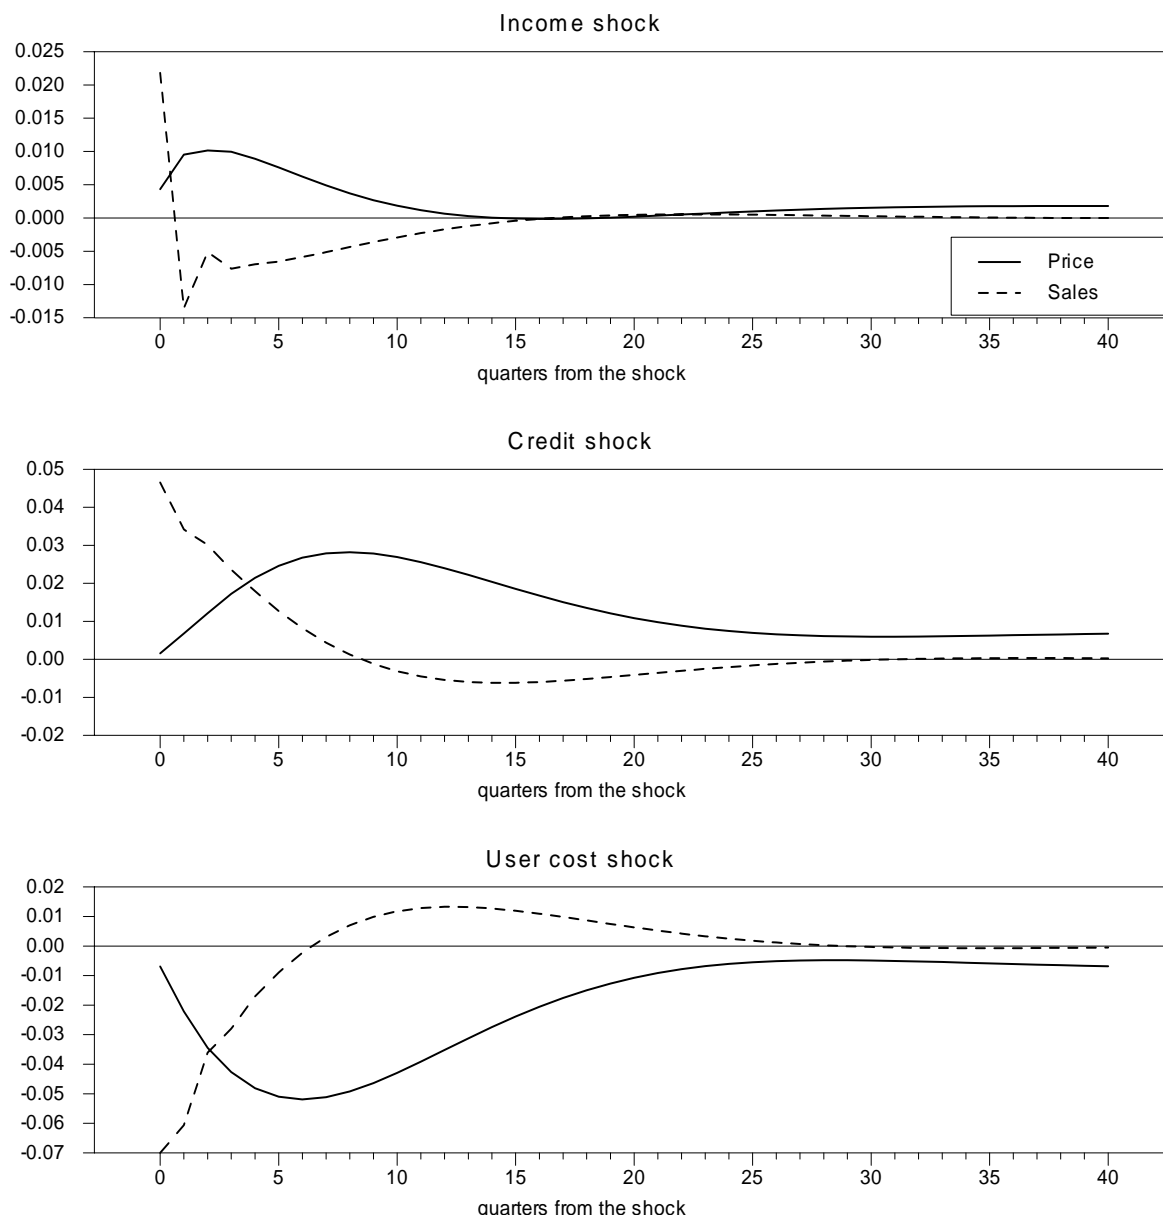 Income shock
0.025
0.020
0.015
0.010
0.005
0.000
-0.005
-0.010
-0.015
Price
Sales
0 5 10 15 20 25 30 35 40
quarters from the shock
Credit shock
0.05
0.04
0.03
0.02
0.01
0.00
-0.01
-0.02
0 5 10 15 20 25 30 35 40
quarters from the shock
User cost shock
0.02
0.01
0.00
-0.01
-0.02
-0.03
-0.04
-0.05
-0.06
-0.07
0 5 10 15 20 25 30 35 40
quarters from the shock